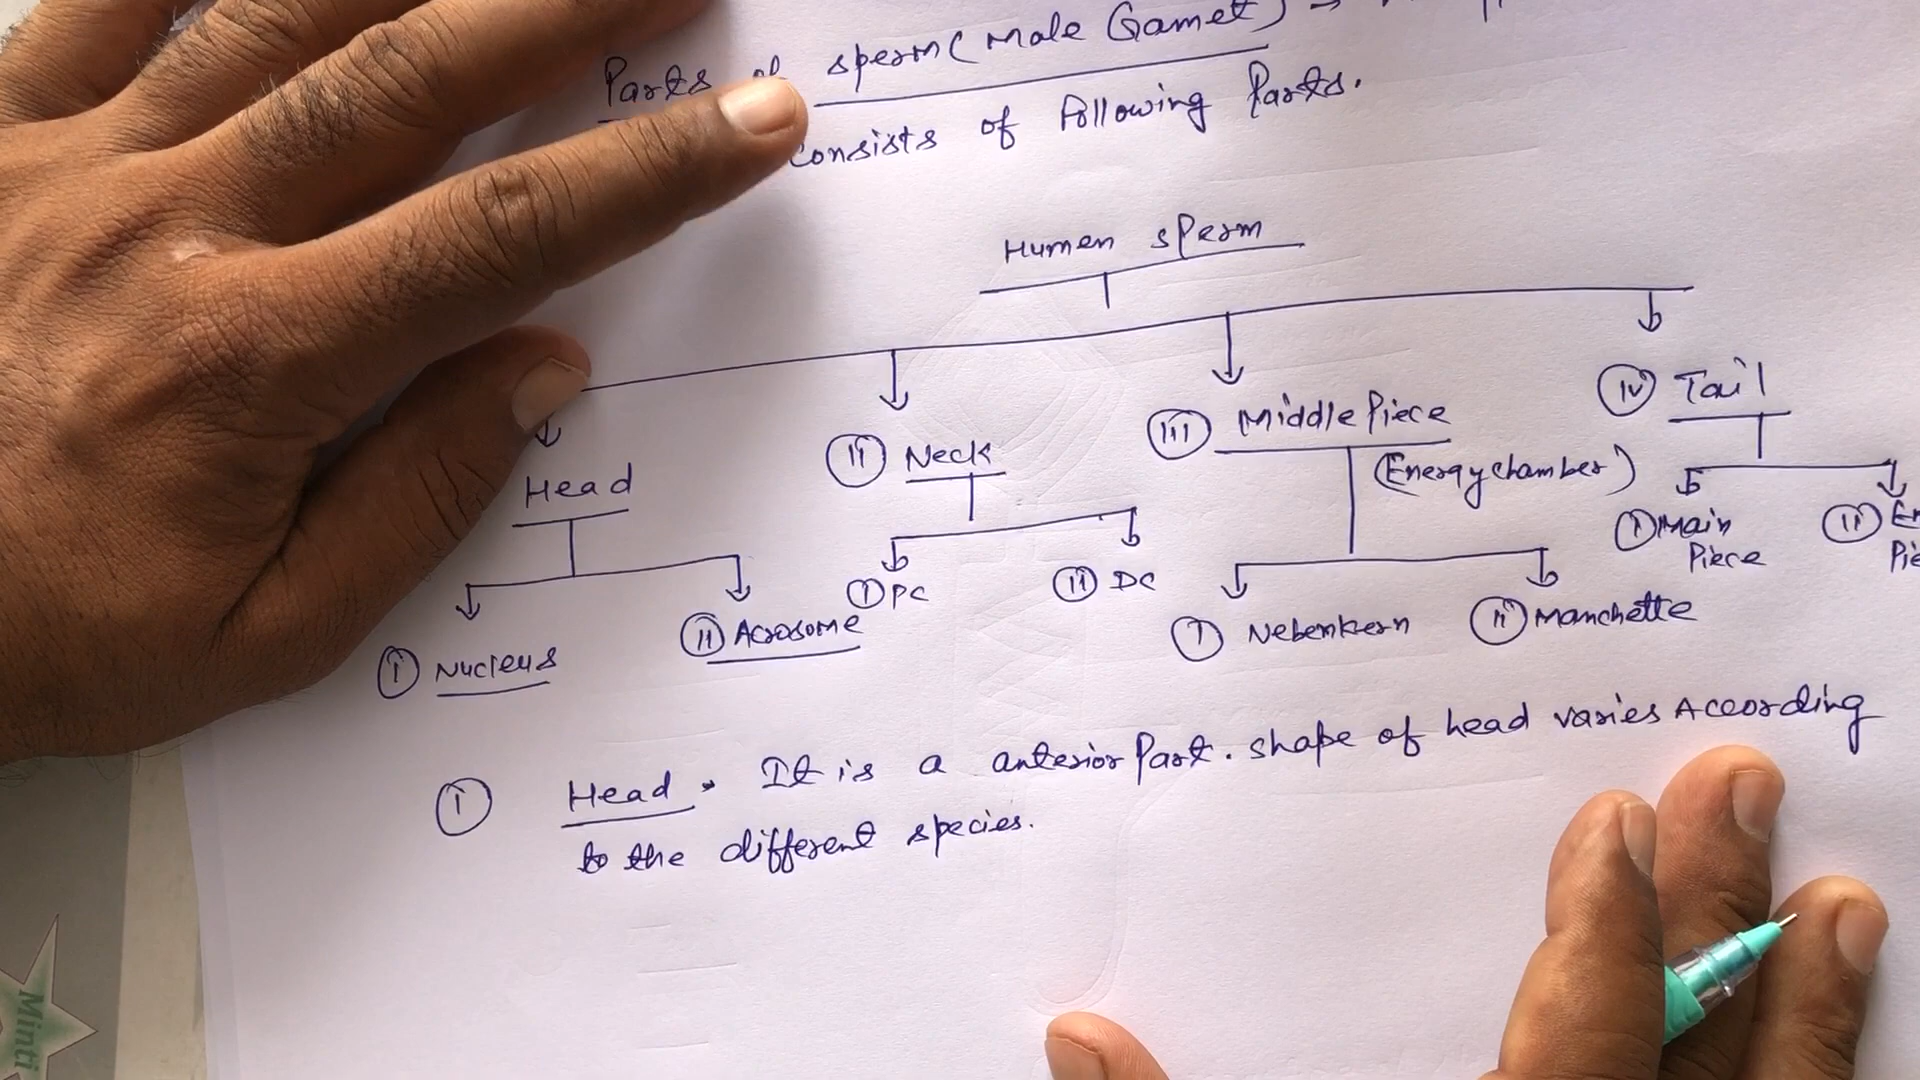 Parts of sperm (Male Gamet) →
consists of following Parts.
Human sperm
Head
II Neck
III Middle Piece
(Energy chamber)
IV Tail
I Nucleus
II Acrosome
I PC
II DC
I Nebenkern
II Manchette
I Main Piece
II
I Head • It is a anterior Part. shape of head varies According
to the different species.
Minti